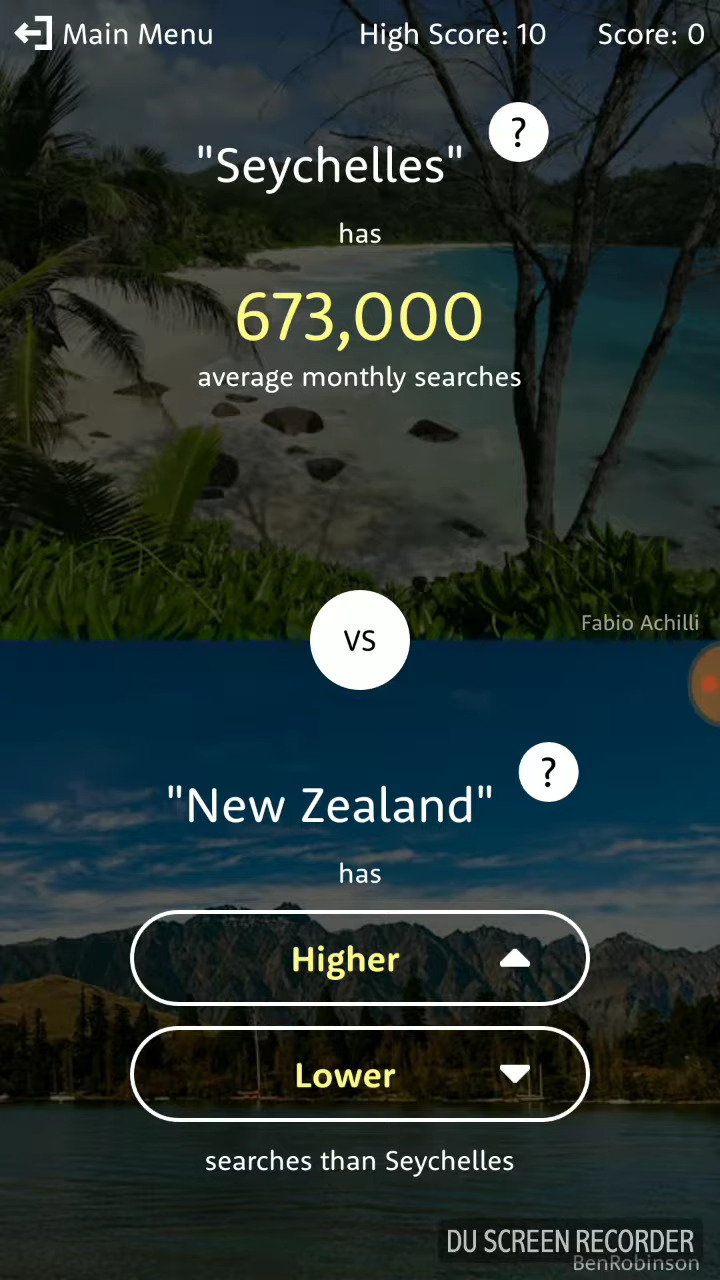 Main Menu High Score: 10 Score: 0
?
"Seychelles"
has
673,000
average monthly searches
Fabio Achilli
VS
?
"New Zealand"
has
Higher
Lower
searches than Seychelles
DU SCREEN RECORDER
BenRobinson